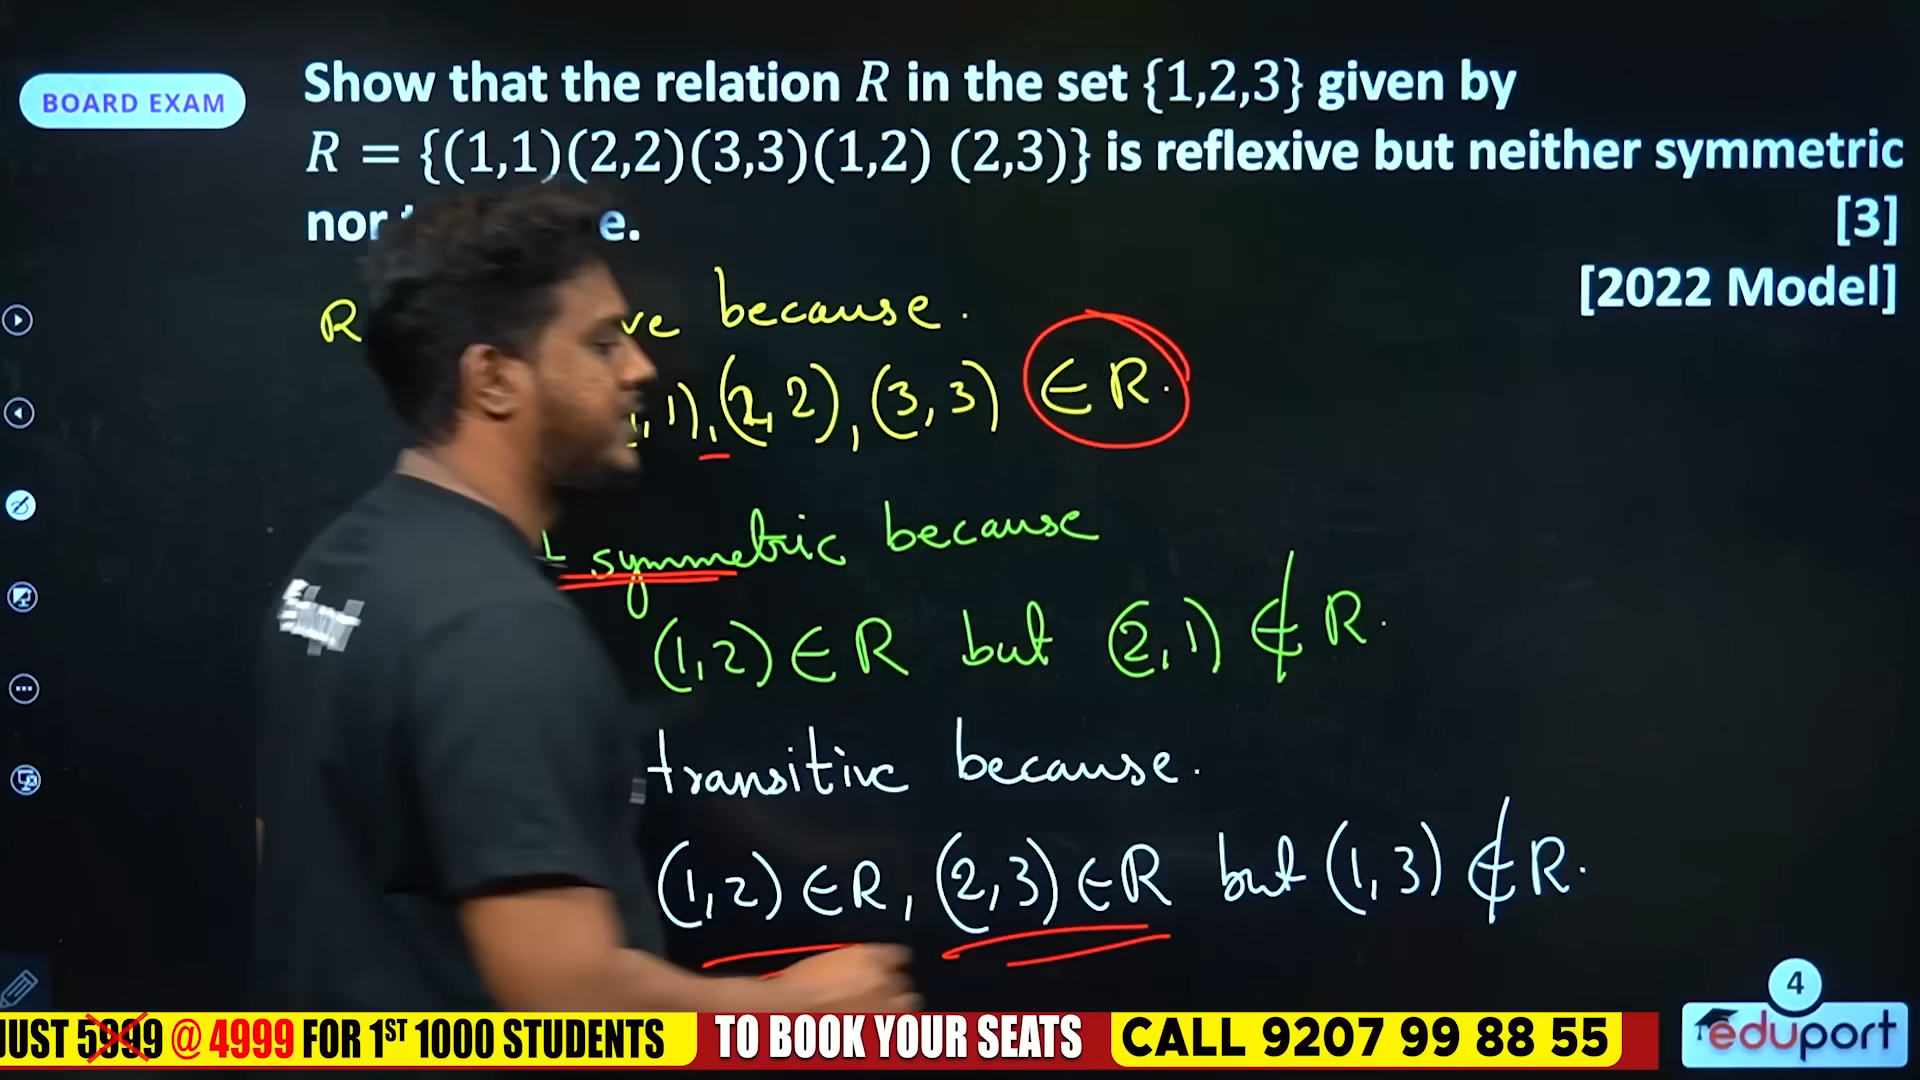 BOARD EXAM
Show that the relation R in the set {1,2,3} given by
R = {(1,1)(2,2)(3,3)(1,2) (2,3)} is reflexive but neither symmetric
nor e.
[3]
[2022 Model]
R ve because.
, 1), (2, 2), (3, 3) ∈ R.
symmetric because
(1, 2) ∈ R but (2, 1) ∉ R.
transitive because.
(1, 2) ∈ R, (2, 3) ∈ R but (1, 3) ∉ R.
4
JUST 5999 @ 4999 FOR 1ST 1000 STUDENTS TO BOOK YOUR SEATS CALL 9207 99 88 55
eduport